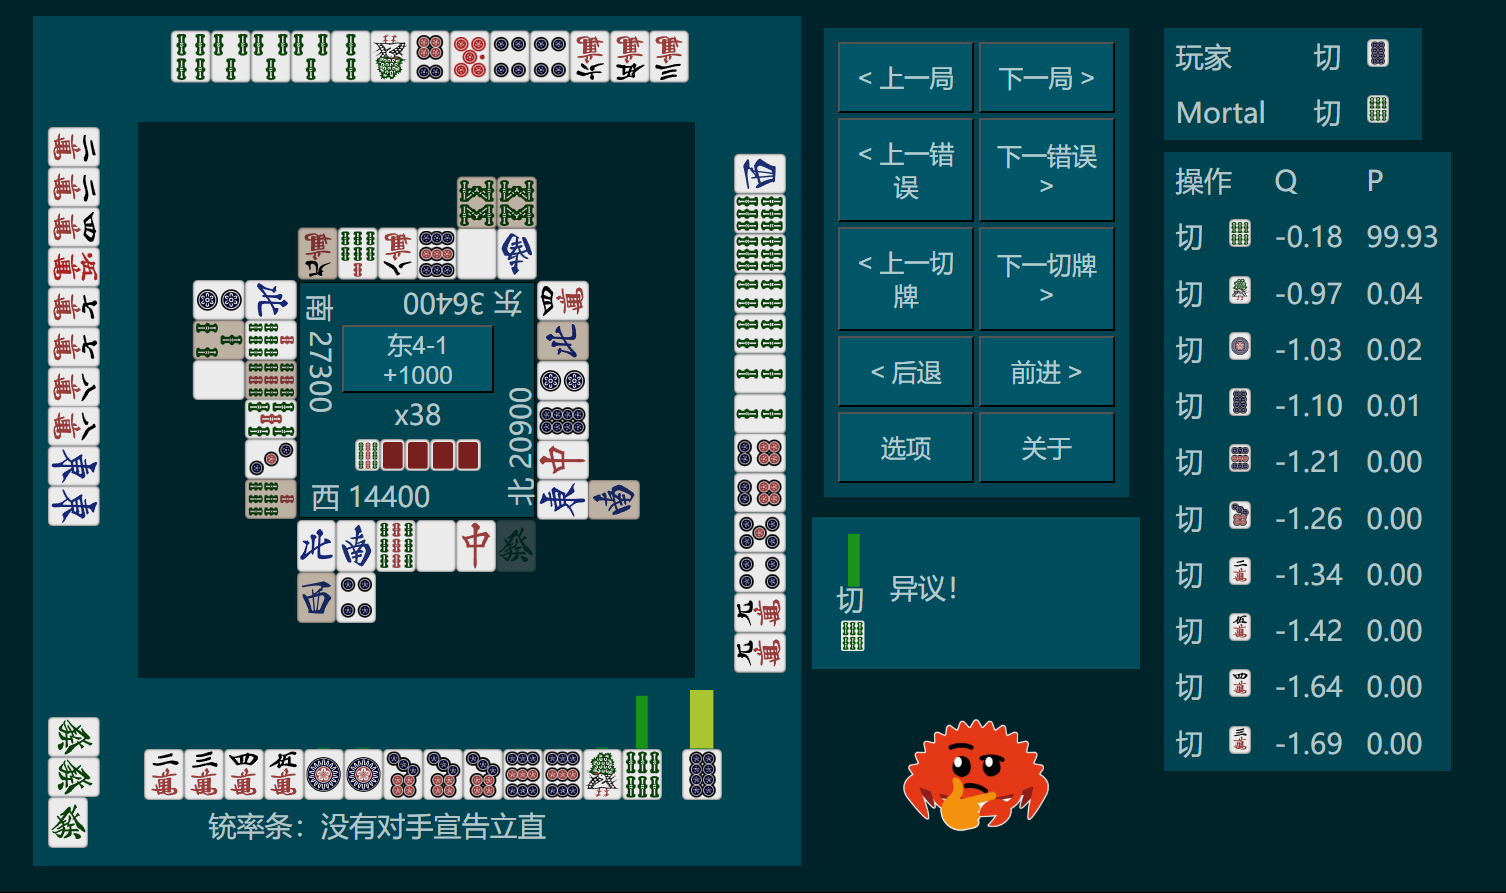 < 上一局
下一局 >
< 上一错
误
下一错误
>
< 上一切
牌
下一切牌
>
< 后退
前进 >
选项
关于
玩家 切
Mortal 切
操作 Q P
切 -0.18 99.93
切 -0.97 0.04
切 -1.03 0.02
切 -1.10 0.01
切 -1.21 0.00
切 -1.26 0.00
切 -1.34 0.00
切 -1.42 0.00
切 -1.64 0.00
切 -1.69 0.00
东 36400
南 27300
东4-1
+1000
x38
北 20900
西 14400
切
异议!
铳率条：没有对手宣告立直